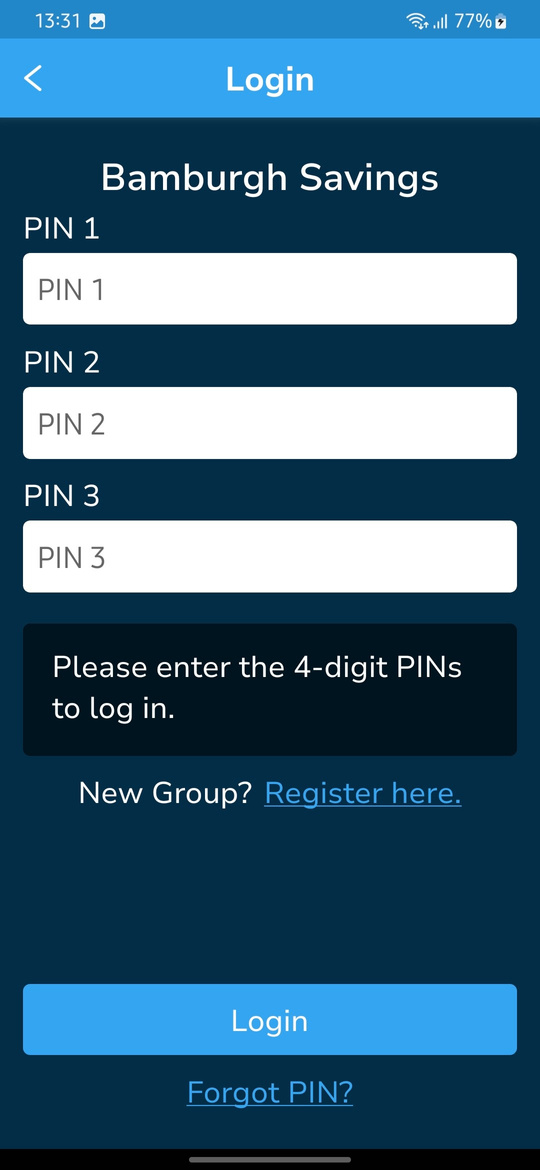 13:31 77%
Login
Bamburgh Savings
PIN 1
PIN 1
PIN 2
PIN 2
PIN 3
PIN 3
Please enter the 4-digit PINs
to log in.
New Group? Register here.
Login
Forgot PIN?